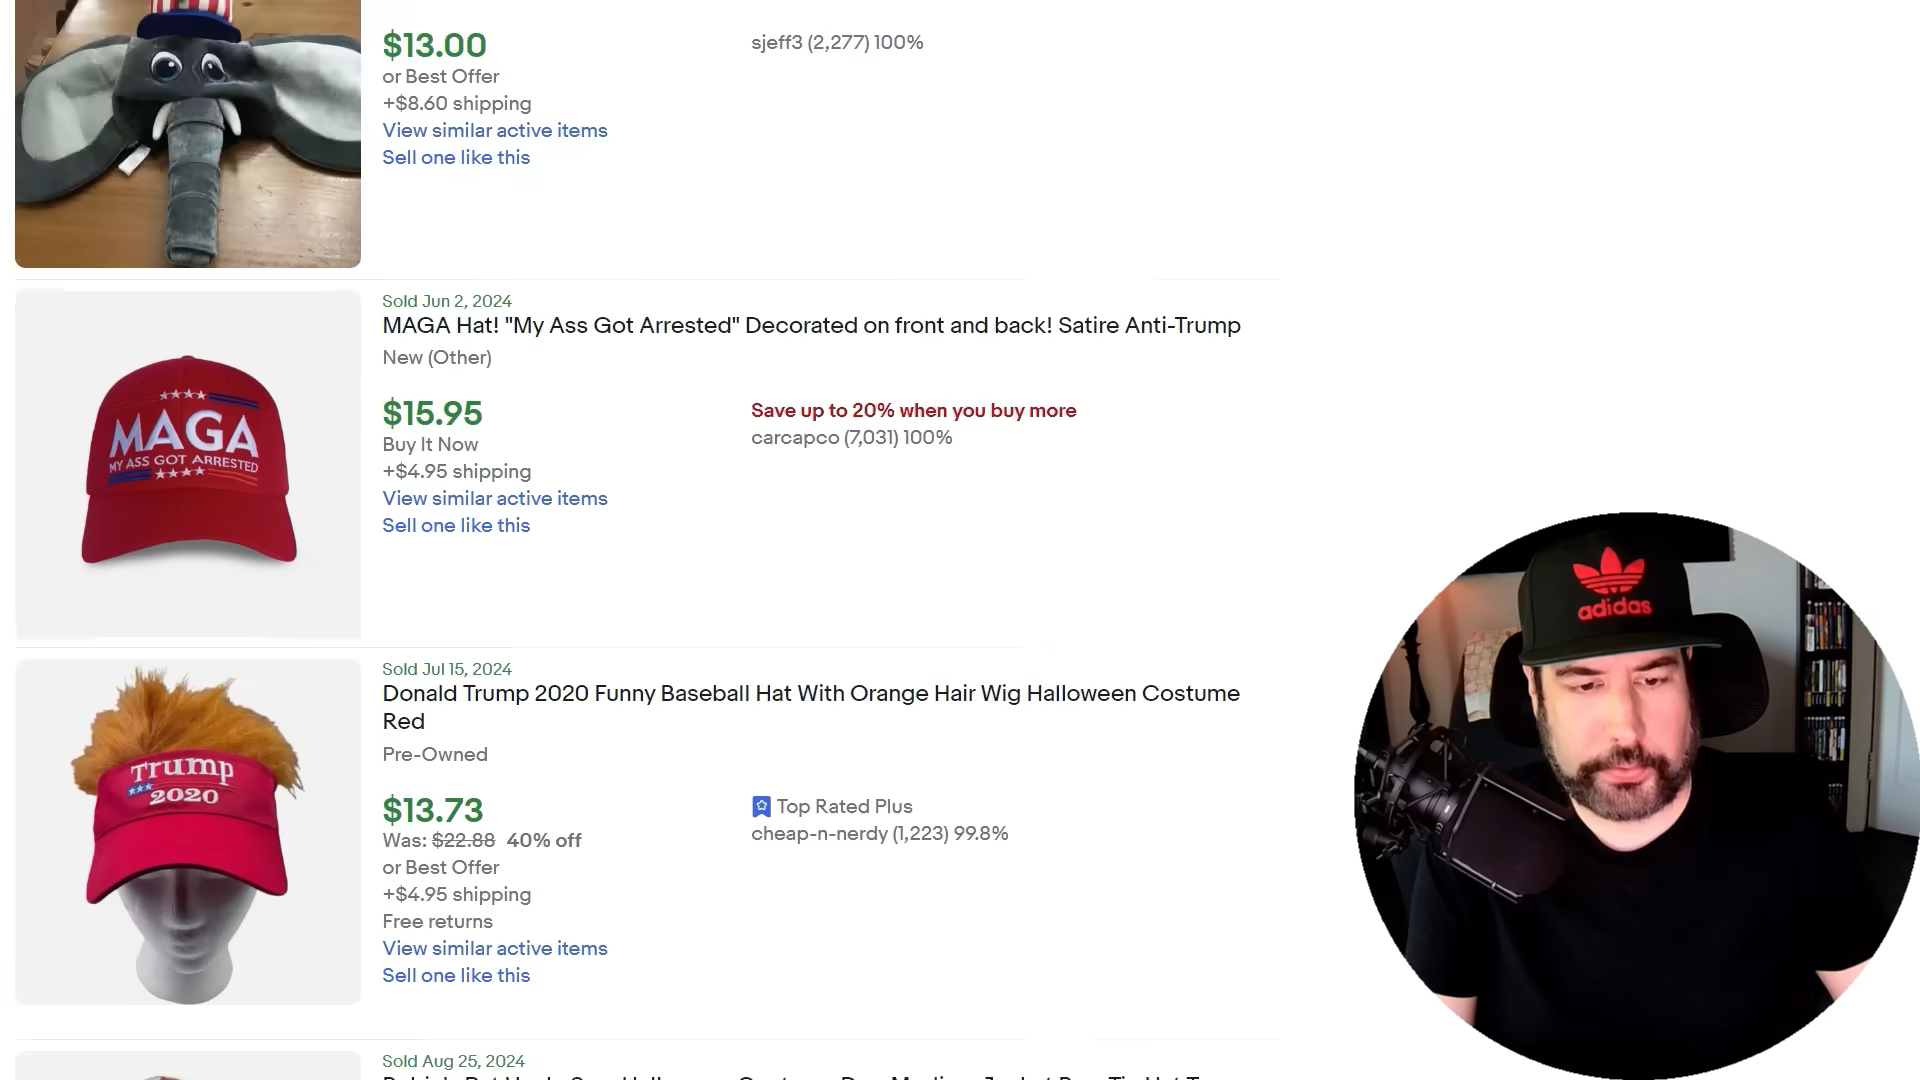 $13.00
or Best Offer
+$8.60 shipping
View similar active items
Sell one like this
sjeff3 (2,277) 100%
Sold Jun 2, 2024
MAGA Hat! "My Ass Got Arrested" Decorated on front and back! Satire Anti-Trump
New (Other)
$15.95
Buy It Now
+$4.95 shipping
View similar active items
Sell one like this
Save up to 20% when you buy more
carcapco (7,031) 100%
MAGA
MY ASS GOT ARRESTED
Sold Jul 15, 2024
Donald Trump 2020 Funny Baseball Hat With Orange Hair Wig Halloween Costume
Red
Pre-Owned
$13.73
Was: $22.88 40% off
or Best Offer
+$4.95 shipping
Free returns
View similar active items
Sell one like this
Top Rated Plus
cheap-n-nerdy (1,223) 99.8%
Trump
2020
adidas
Sold Aug 25, 2024